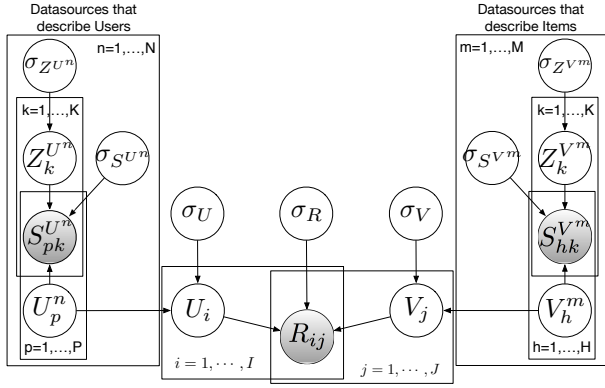 Datasources that
describe Users
n=1,…,N
σ_{Z^{U^n}}
k=1,…,K
Z_k^{U^n}
σ_{S^{U^n}}
S_{pk}^{U^n}
U_p^n
p=1,…,P
σ_U
σ_R
σ_V
U_i
R_{ij}
V_j
i = 1, ⋯, I
j = 1, ⋯, J
Datasources that
describe Items
m=1,…,M
σ_{Z^{V^m}}
k=1,…,K
σ_{S^{V^m}}
Z_k^{V^m}
S_{hk}^{V^m}
V_h^m
h=1,…,H